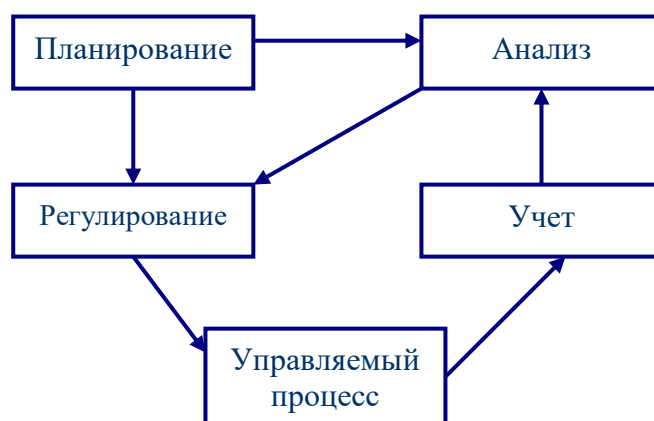 Планирование
Анализ
Регулирование
Учет
Управляемый
процесс